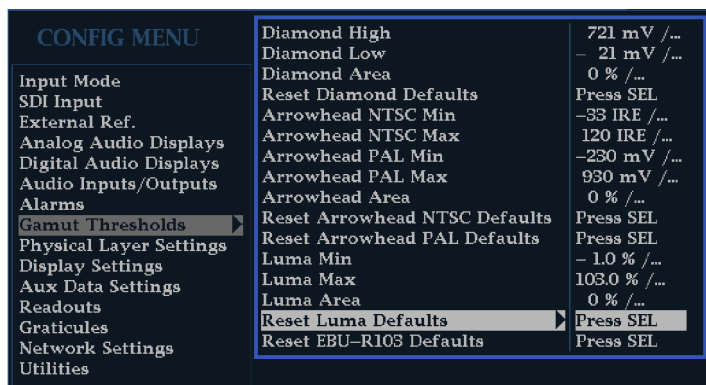 CONFIG MENU
Input Mode
SDI Input
External Ref.
Analog Audio Displays
Digital Audio Displays
Audio Inputs/Outputs
Alarms
Gamut Thresholds
Physical Layer Settings
Display Settings
Aux Data Settings
Readouts
Graticules
Network Settings
Utilities
Diamond High 721 mV /...
Diamond Low – 21 mV /...
Diamond Area 0 % /...
Reset Diamond Defaults Press SEL
Arrowhead NTSC Min –33 IRE /...
Arrowhead NTSC Max 120 IRE /...
Arrowhead PAL Min –230 mV /...
Arrowhead PAL Max 930 mV /...
Arrowhead Area 0 % /...
Reset Arrowhead NTSC Defaults Press SEL
Reset Arrowhead PAL Defaults Press SEL
Luma Min – 1.0 % /...
Luma Max 103.0 % /...
Luma Area 0 % /...
Reset Luma Defaults Press SEL
Reset EBU–R103 Defaults Press SEL